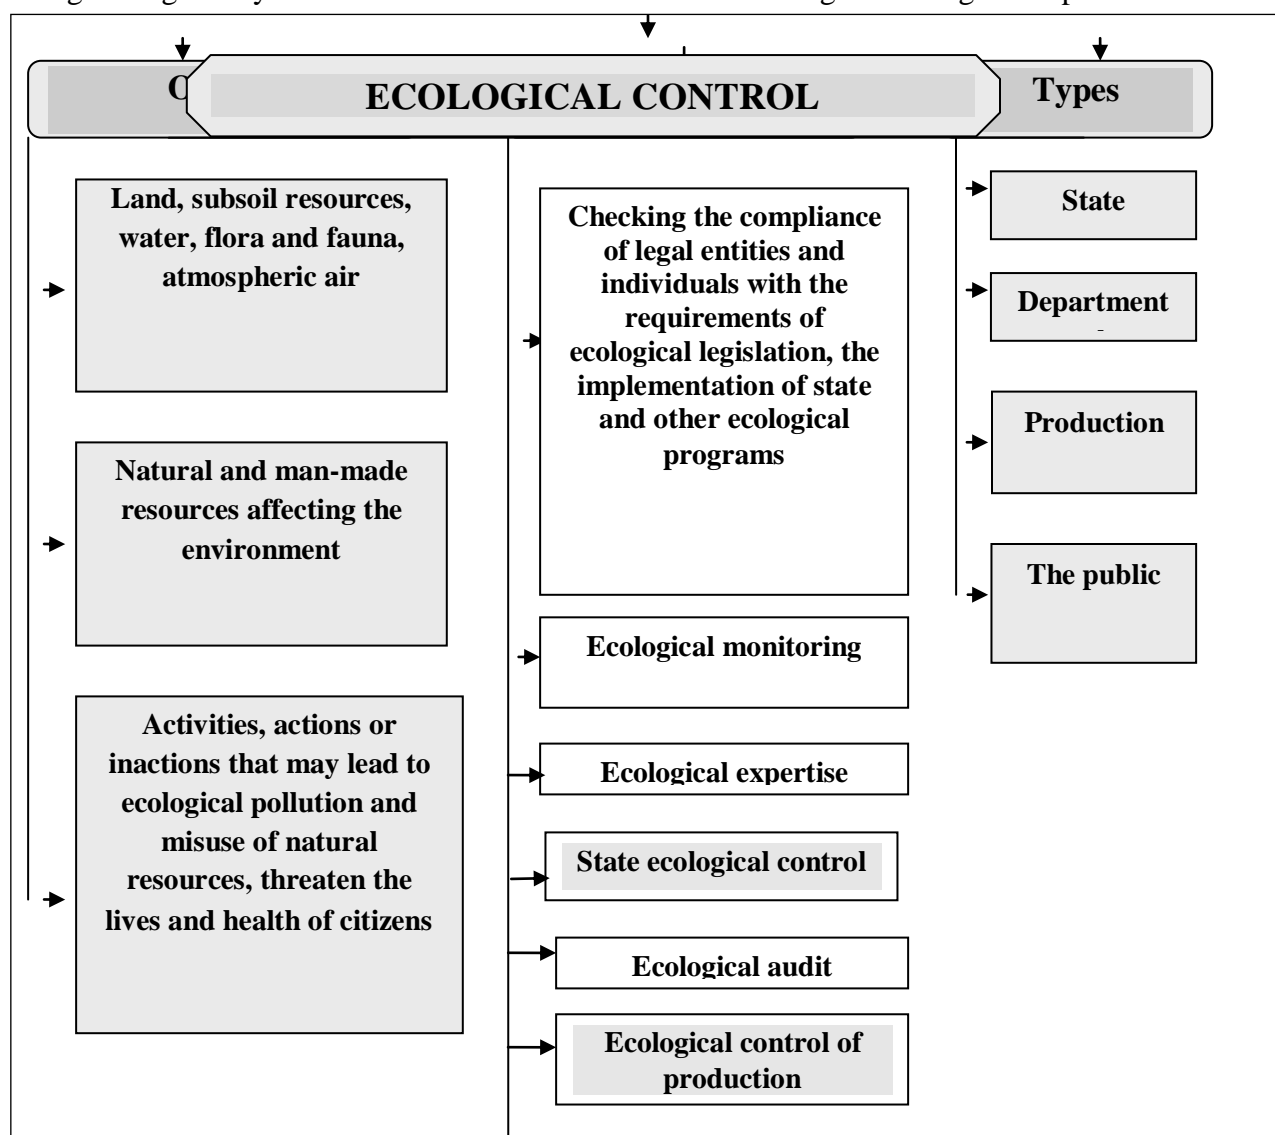 ECOLOGICAL CONTROL
Types
Land, subsoil resources,
water, flora and fauna,
atmospheric air
Natural and man-made
resources affecting the
environment
Activities, actions or
inactions that may lead to
ecological pollution and
misuse of natural
resources, threaten the
lives and health of citizens
Checking the compliance
of legal entities and
individuals with the
requirements of
ecological legislation, the
implementation of state
and other ecological
programs
Ecological monitoring
Ecological expertise
State ecological control
Ecological audit
Ecological control of
production
State
Department
Production
The public